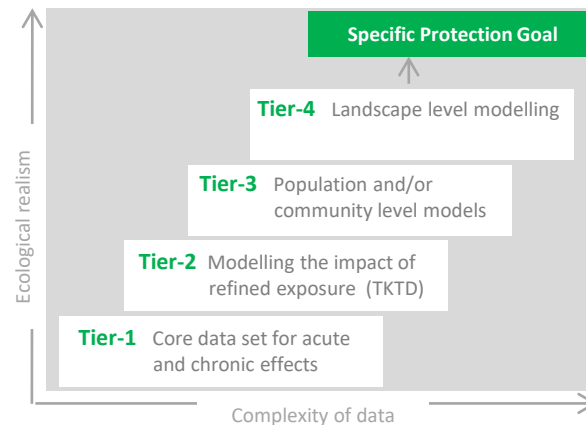 Specific Protection Goal
Tier-4 Landscape level modelling
Tier-3 Population and/or
community level models
Tier-2 Modelling the impact of
refined exposure (TKTD)
Tier-1 Core data set for acute
and chronic effects
Ecological realism
Complexity of data